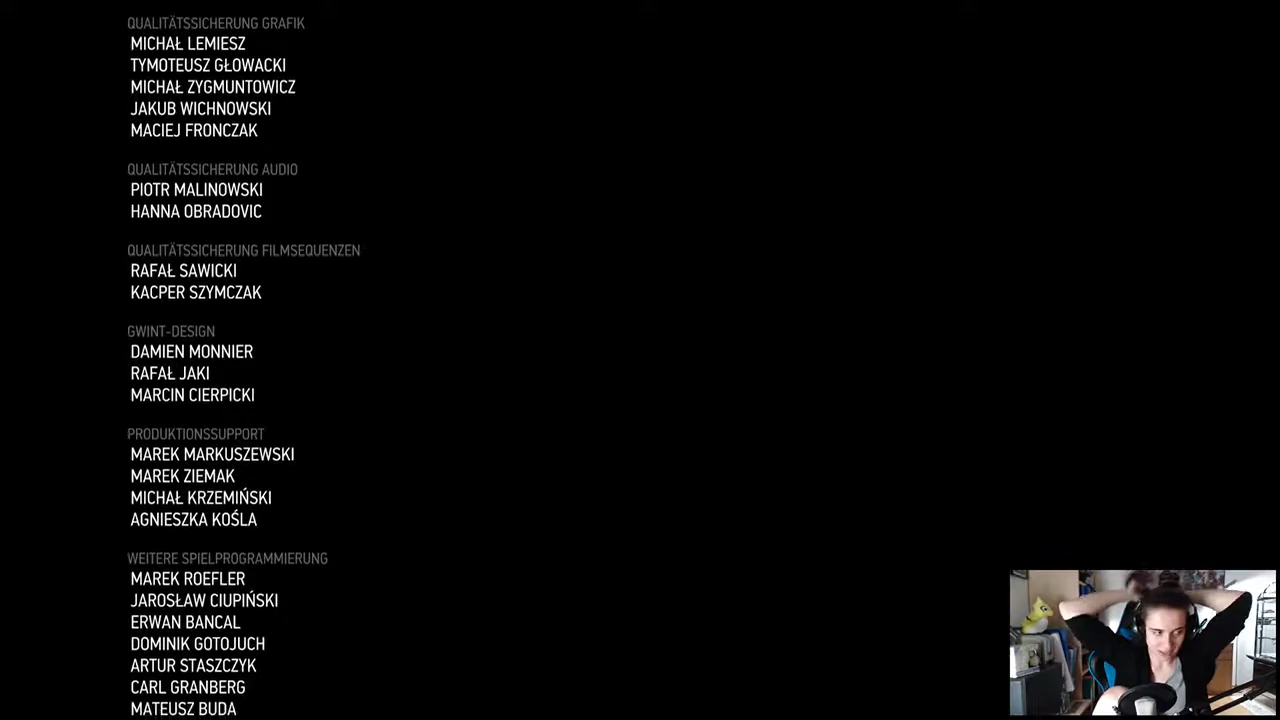 QUALITÄTSSICHERUNG GRAFIK
MICHAŁ LEMIESZ
TYMOTEUSZ GŁOWACKI
MICHAŁ ZYGMUNTOWICZ
JAKUB WICHNOWSKI
MACIEJ FRONCZAK
QUALITÄTSSICHERUNG AUDIO
PIOTR MALINOWSKI
HANNA OBRADOVIC
QUALITÄTSSICHERUNG FILMSEQUENZEN
RAFAŁ SAWICKI
KACPER SZYMCZAK
GWINT-DESIGN
DAMIEN MONNIER
RAFAŁ JAKI
MARCIN CIERPICKI
PRODUKTIONSSUPPORT
MAREK MARKUSZEWSKI
MAREK ZIEMAK
MICHAŁ KRZEMIŃSKI
AGNIESZKA KOŚLA
WEITERE SPIELPROGRAMMIERUNG
MAREK ROEFLER
JAROSŁAW CIUPIŃSKI
ERWAN BANCAL
DOMINIK GOTOJUCH
ARTUR STASZCZYK
CARL GRANBERG
MATEUSZ BUDA